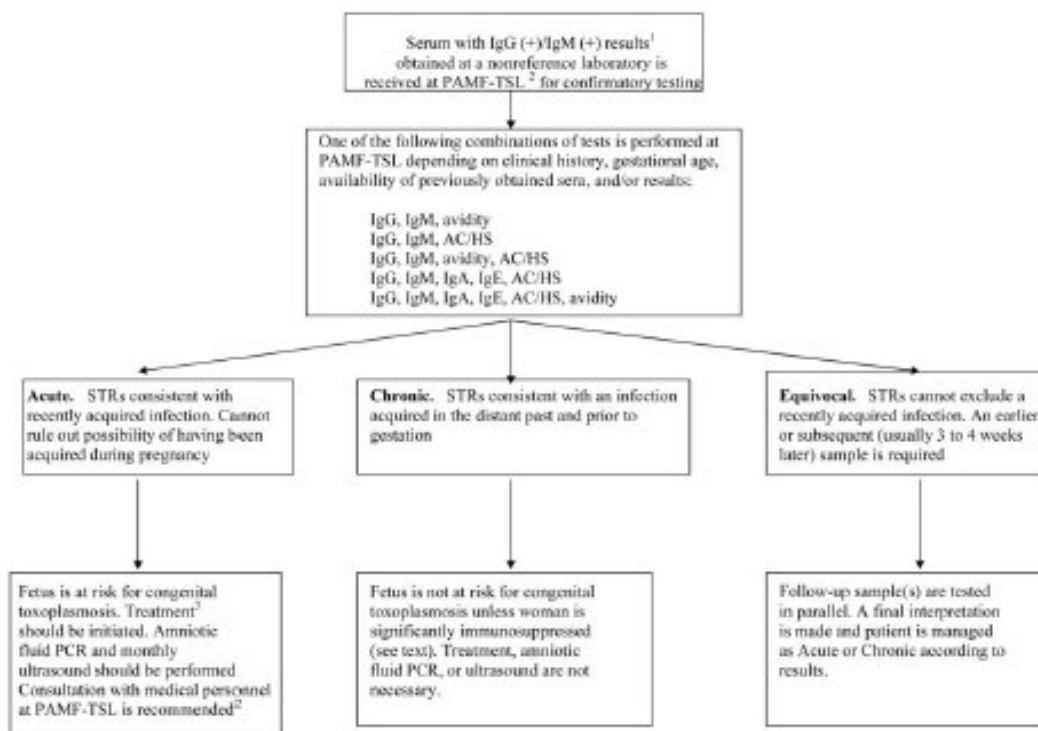 Serum with IgG (+)/IgM (+) results1
obtained at a nonreference laboratory is
received at PAMF-TSL 2 for confirmatory testing
One of the following combinations of tests is performed at
PAMF-TSL depending on clinical history, gestational age,
availability of previously obtained sera, and/or results:
IgG, IgM, avidity
IgG, IgM, AC/HS
IgG, IgM, avidity, AC/HS
IgG, IgM, IgA, IgE, AC/HS
IgG, IgM, IgA, IgE, AC/HS, avidity
Acute. STRs consistent with
recently acquired infection. Cannot
rule out possibility of having been
acquired during pregnancy
Chronic. STRs consistent with an infection
acquired in the distant past and prior to
gestation
Equivocal. STRs cannot exclude a
recently acquired infection. An earlier
or subsequent (usually 3 to 4 weeks
later) sample is required
Fetus is at risk for congenital
toxoplasmosis. Treatment3
should be initiated. Amniotic
fluid PCR and monthly
ultrasound should be performed
Consultation with medical personnel
at PAMF-TSL is recommended2
Fetus is not at risk for congenital
toxoplasmosis unless woman is
significantly immunosuppressed
(see text). Treatment, amniotic
fluid PCR, or ultrasound are not
necessary.
Follow-up sample(s) are tested
in parallel. A final interpretation
is made and patient is managed
as Acute or Chronic according to
results.